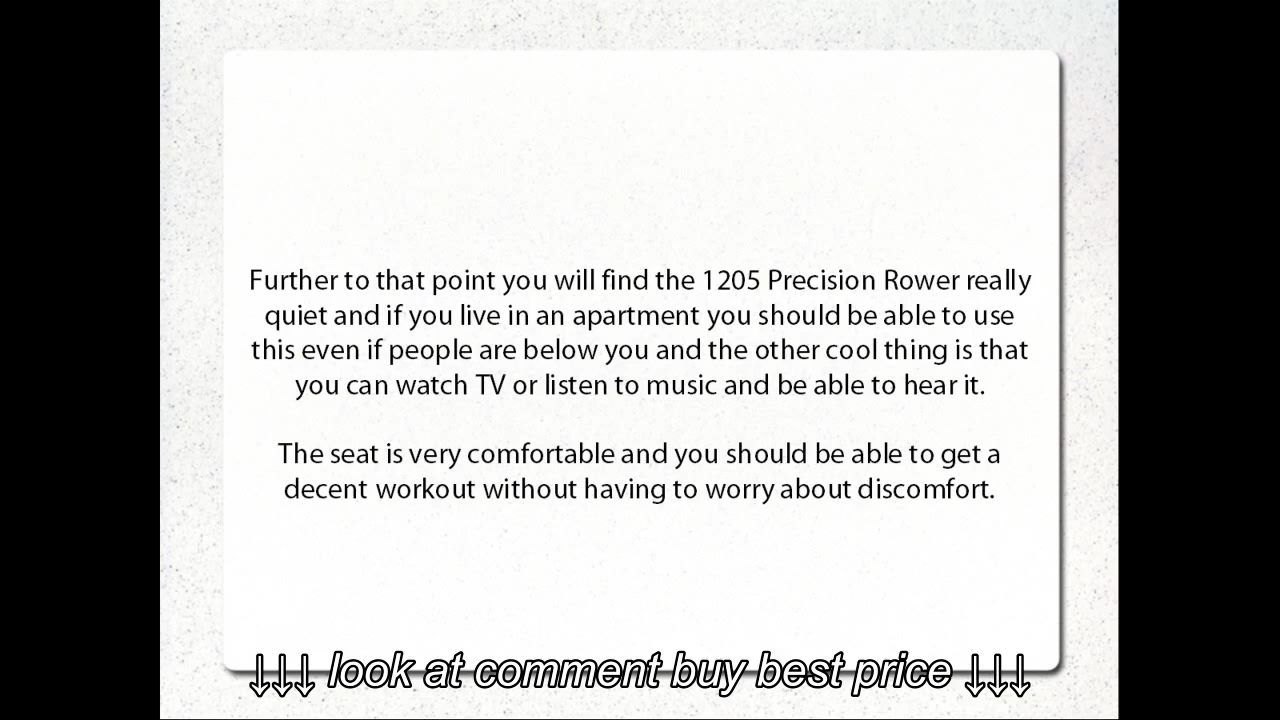 Further to that point you will find the 1205 Precision Rower really
quiet and if you live in an apartment you should be able to use
this even if people are below you and the other cool thing is that
you can watch TV or listen to music and be able to hear it.
The seat is very comfortable and you should be able to get a
decent workout without having to worry about discomfort.
↓↓↓ look at comment buy best price ↓↓↓